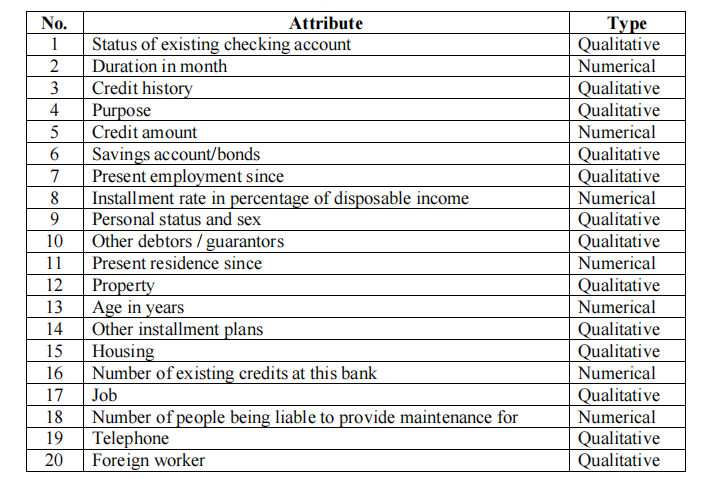 No. Attribute Type
1 Status of existing checking account Qualitative
2 Duration in month Numerical
3 Credit history Qualitative
4 Purpose Qualitative
5 Credit amount Numerical
6 Savings account/bonds Qualitative
7 Present employment since Qualitative
8 Installment rate in percentage of disposable income Numerical
9 Personal status and sex Qualitative
10 Other debtors / guarantors Qualitative
11 Present residence since Numerical
12 Property Qualitative
13 Age in years Numerical
14 Other installment plans Qualitative
15 Housing Qualitative
16 Number of existing credits at this bank Numerical
17 Job Qualitative
18 Number of people being liable to provide maintenance for Numerical
19 Telephone Qualitative
20 Foreign worker Qualitative